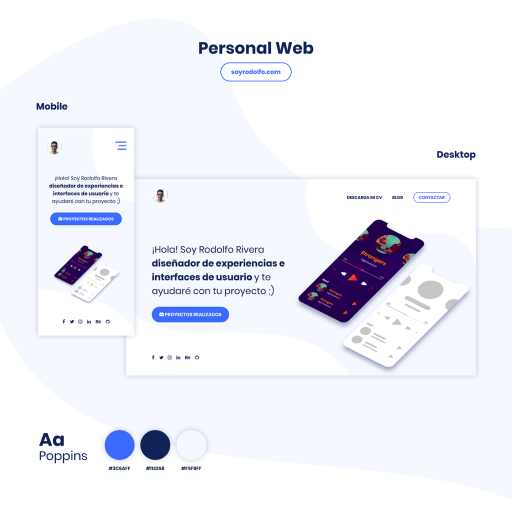 Personal Web
soyrodolfo.com
Mobile
Desktop
¡Hola! Soy Rodolfo Rivera
diseñador de experiencias e
interfaces de usuario y te
ayudaré con tu proyecto ;)
PROYECTOS REALIZADOS
DESCARGA MI CV
BLOG
CONTACTAR
¡Hola! Soy Rodolfo Rivera
diseñador de experiencias e
interfaces de usuario y te
ayudaré con tu proyecto ;)
PROYECTOS REALIZADOS
Strangers
Aa
Poppins
#3C6AFF
#F5F8FF